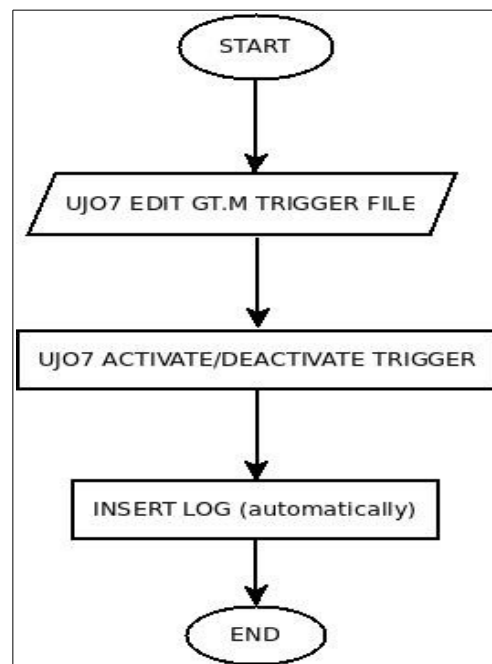 START
UJO7 EDIT GT.M TRIGGER FILE
UJO7 ACTIVATE/DEACTIVATE TRIGGER
INSERT LOG (automatically)
END